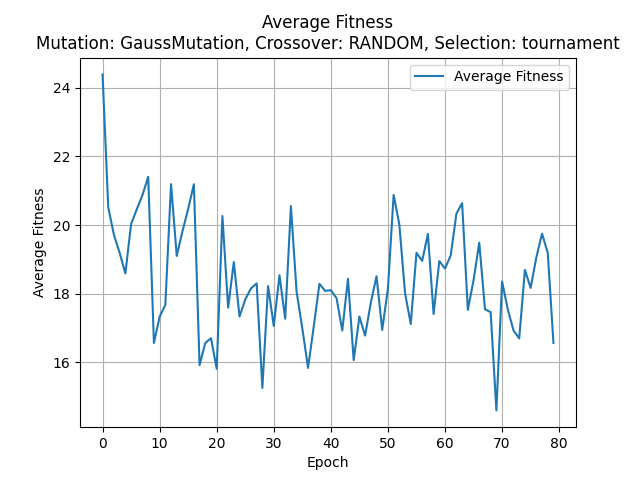 Average Fitness
Mutation: GaussMutation, Crossover: RANDOM, Selection: tournament
Average Fitness
24
22
20
18
16
Average Fitness
0 10 20 30 40 50 60 70 80
Epoch